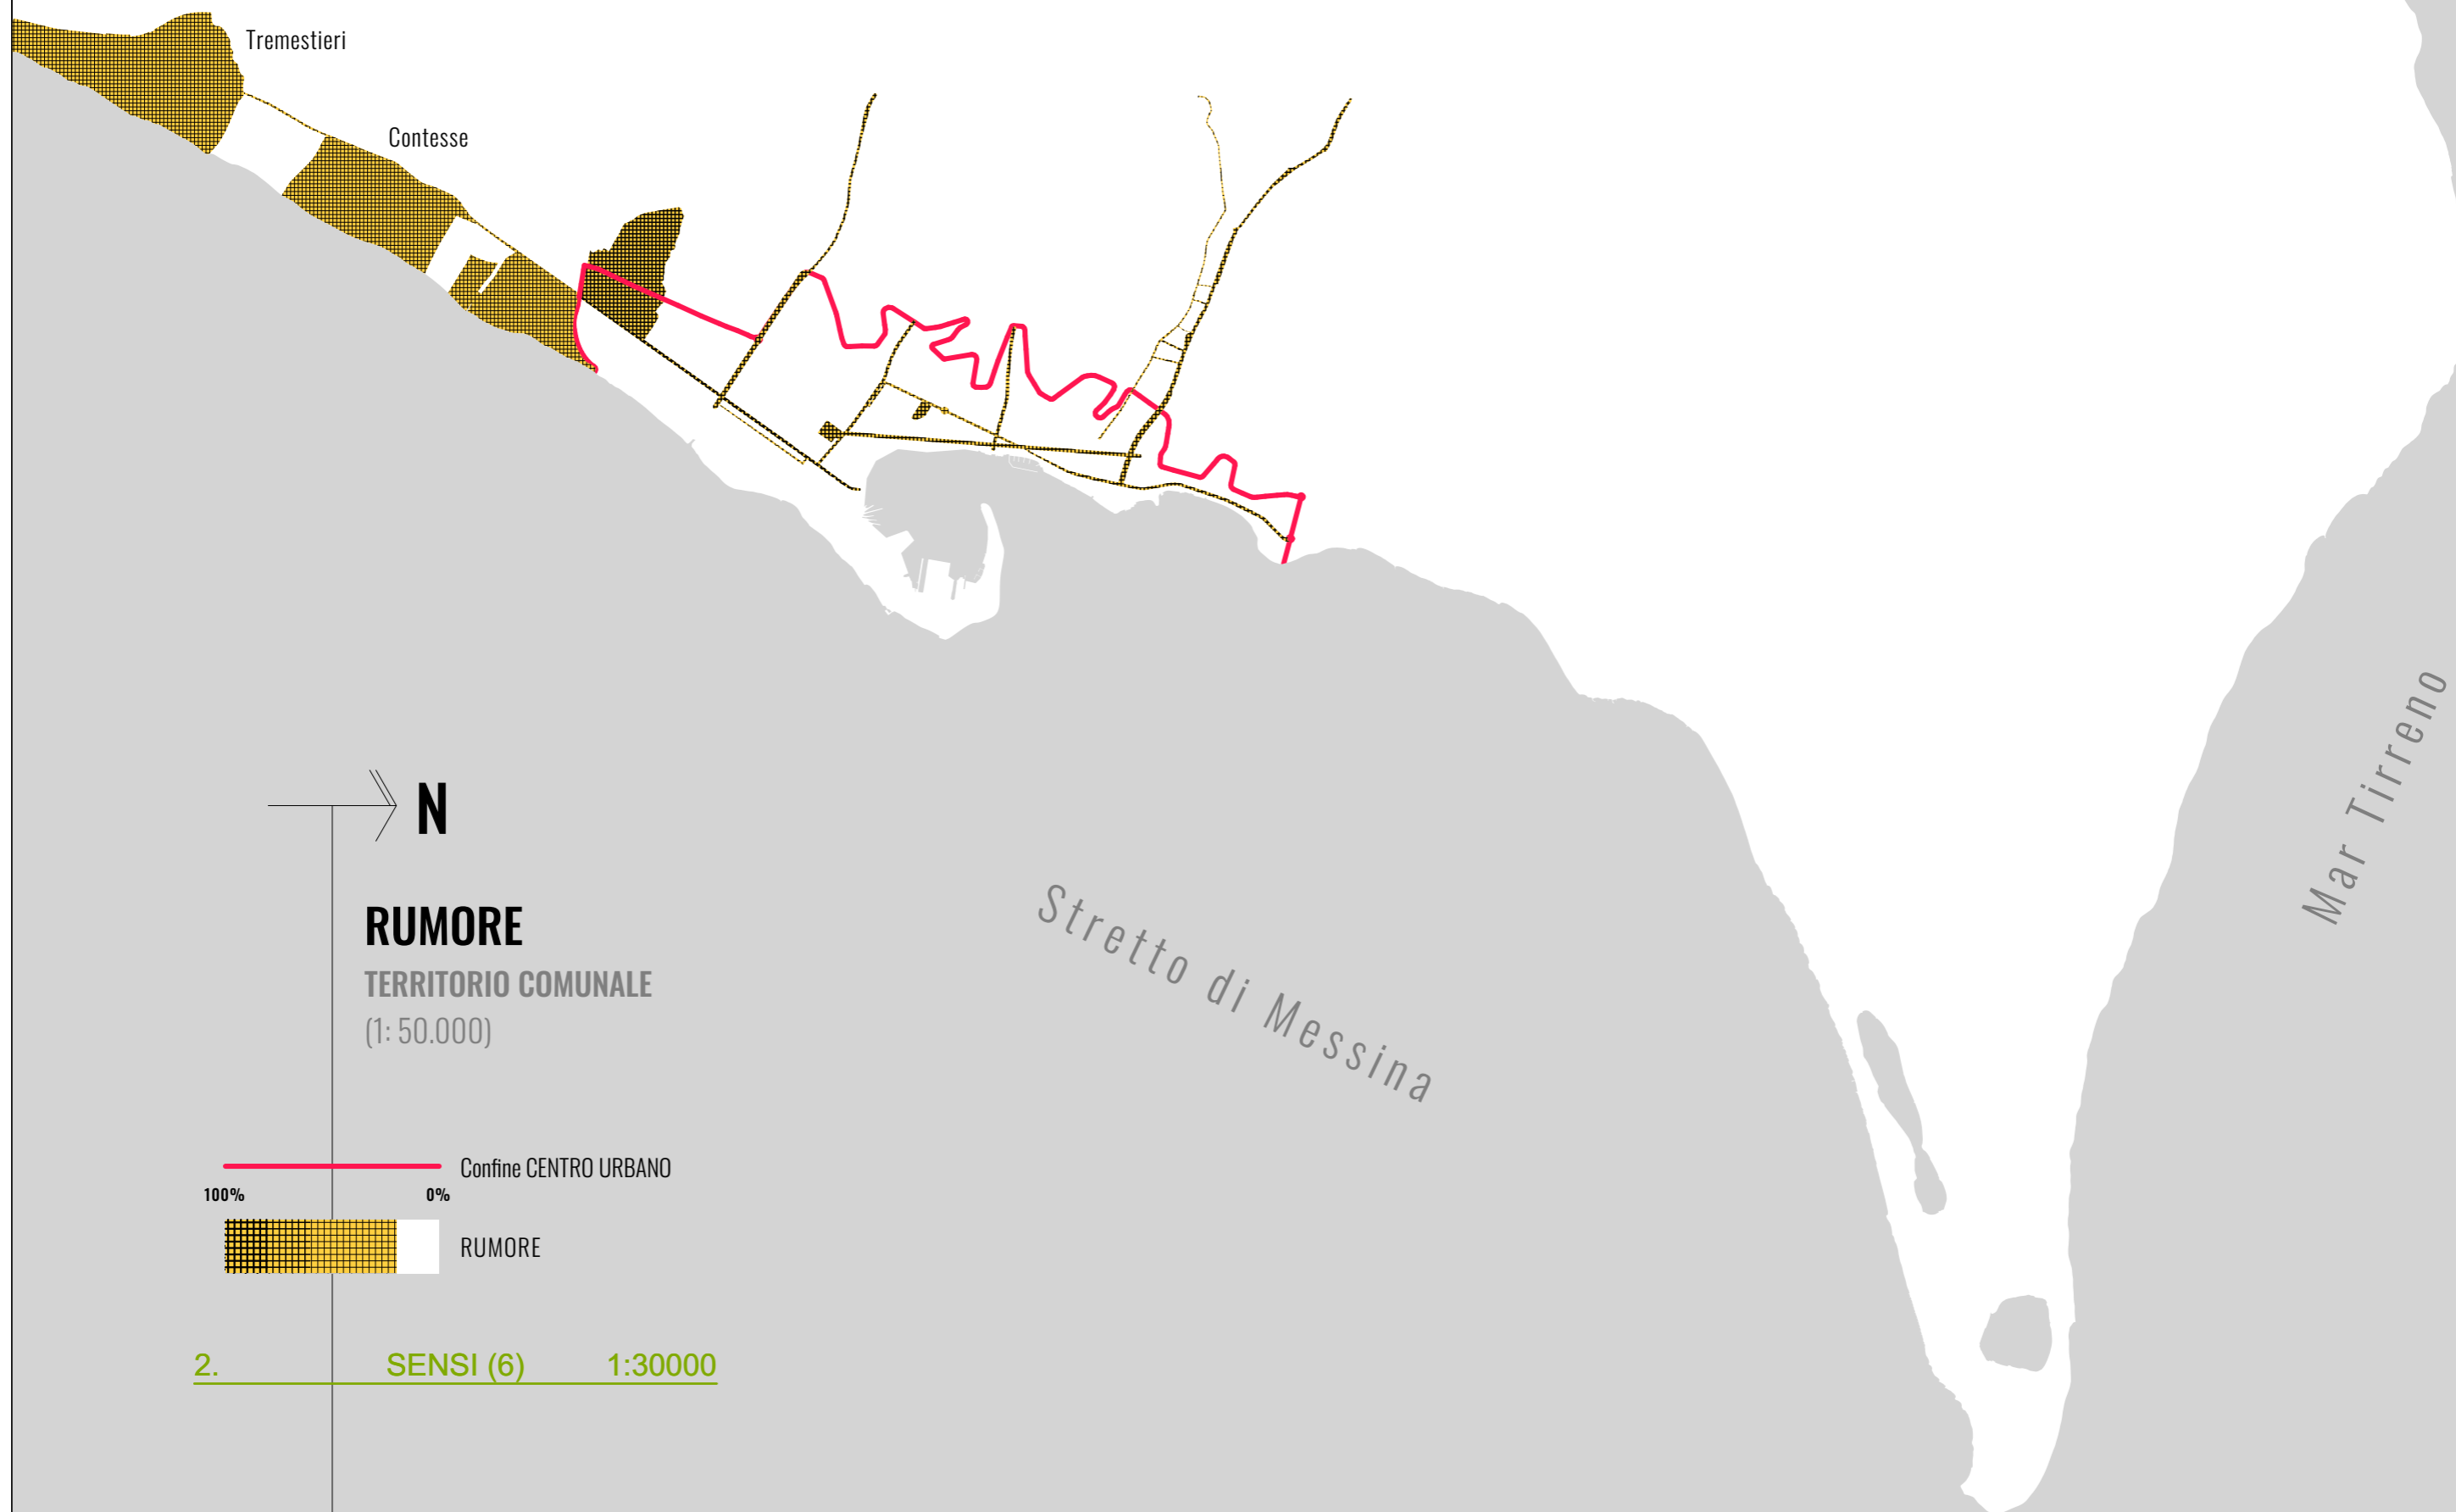 Tremestieri
Contesse
N
RUMORE
TERRITORIO COMUNALE
(1: 50.000)
Stretto di Messina
Mar Tirreno
Confine CENTRO URBANO
100% 0%
RUMORE
2. SENSI (6) 1:30000